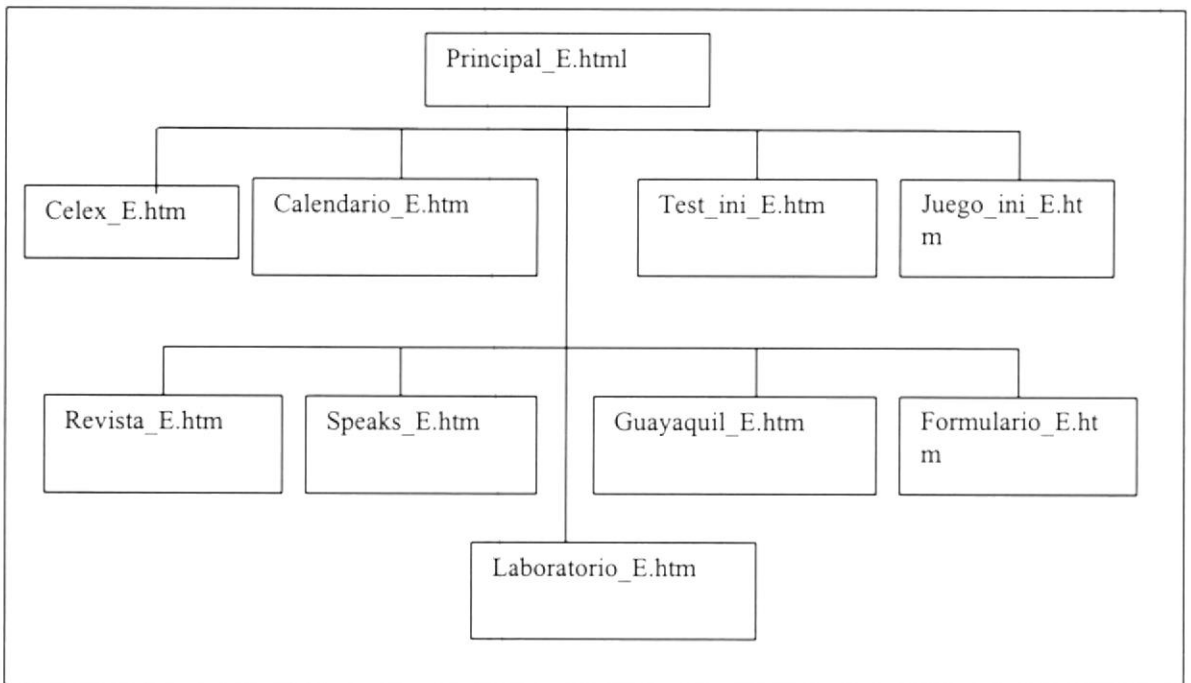 Principal_E.html
Celex_E.htm
Calendario_E.htm
Test_ini_E.htm
Juego_ini_E.ht
m
Revista_E.htm
Speaks_E.htm
Guayaquil_E.htm
Formulario_E.ht
m
Laboratorio_E.htm